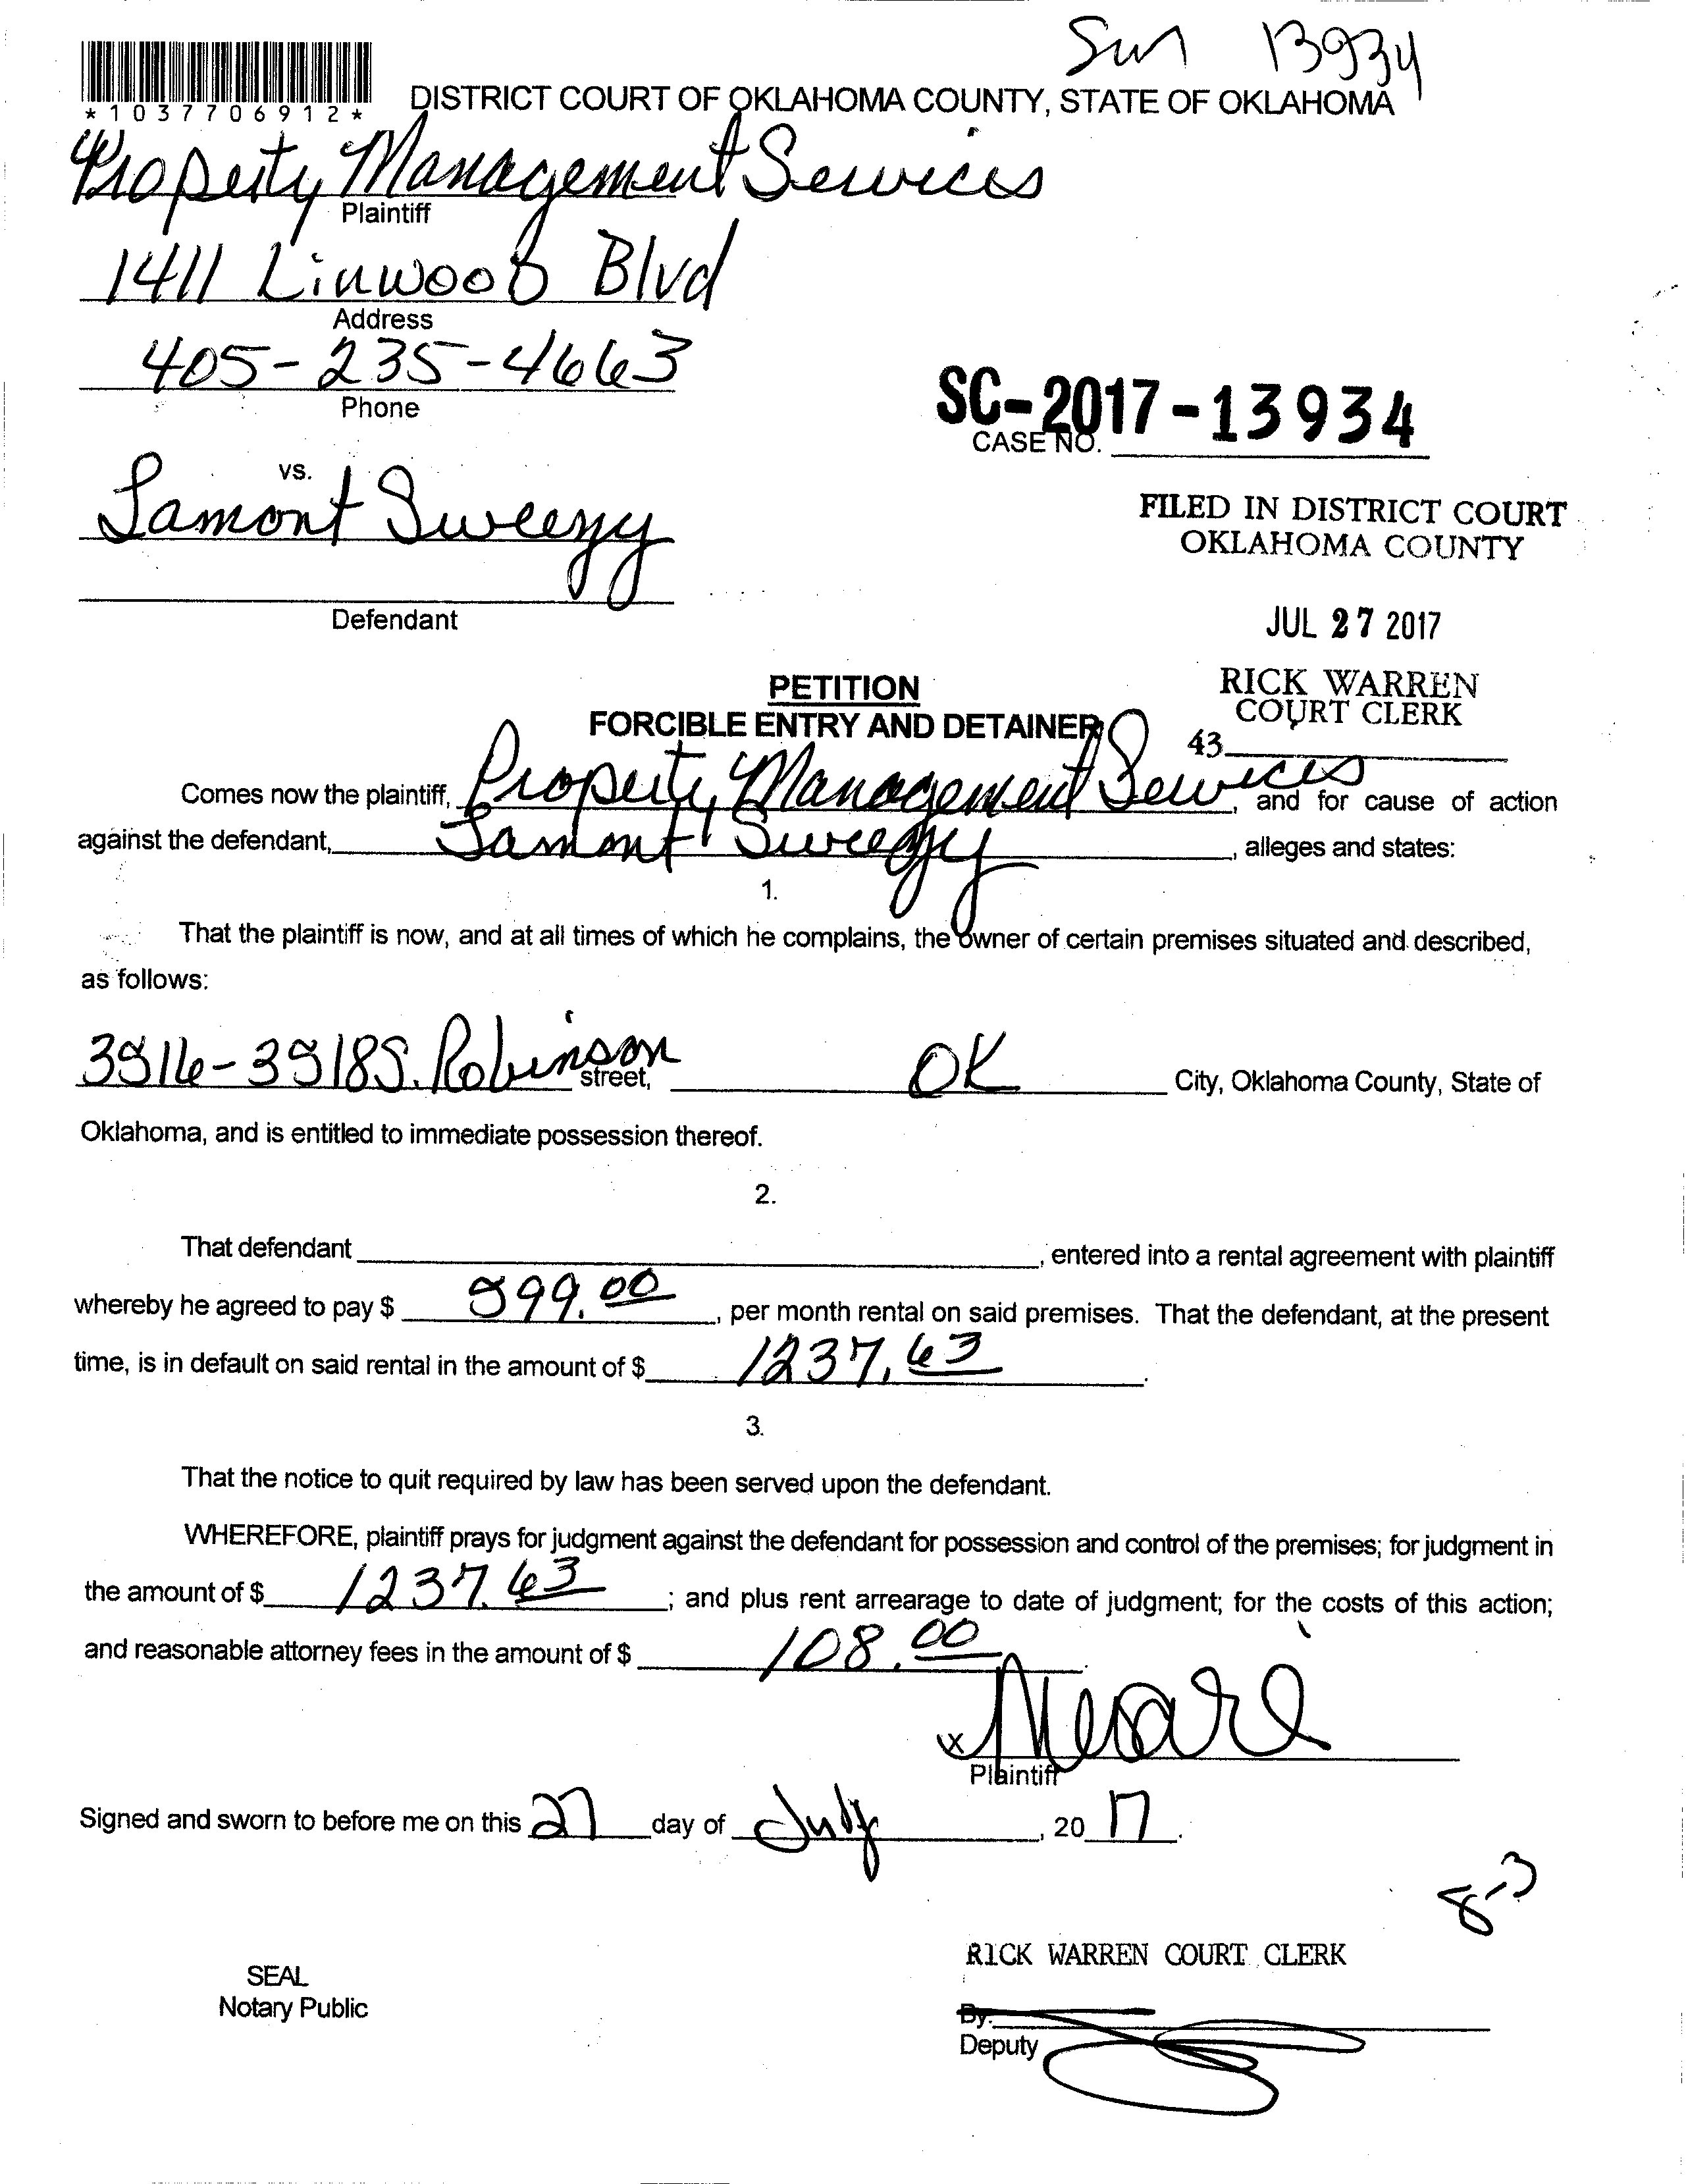 Sm 13934
*1037706912*
DISTRICT COURT OF OKLAHOMA COUNTY, STATE OF OKLAHOMA
Property Management Services
Plaintiff
1411 Linwood Blvd
Address
405-235-4663
Phone
SC-2017-13934
CASE NO.
vs.
Lamont Sweezy
Defendant
FILED IN DISTRICT COURT
OKLAHOMA COUNTY
JUL 27 2017
RICK WARREN
COURT CLERK
43
PETITION
FORCIBLE ENTRY AND DETAINER
Comes now the plaintiff, Property Management Services, and for cause of action
against the defendant, Lamont Sweezy, alleges and states:
1.
That the plaintiff is now, and at all times of which he complains, the owner of certain premises situated and described,
as follows:
3516-3518 S. Robinson street, OK City, Oklahoma County, State of
Oklahoma, and is entitled to immediate possession thereof.
2.
That defendant , entered into a rental agreement with plaintiff
whereby he agreed to pay $ 599.00, per month rental on said premises. That the defendant, at the present
time, is in default on said rental in the amount of $ 1237.63.
3.
That the notice to quit required by law has been served upon the defendant.
WHEREFORE, plaintiff prays for judgment against the defendant for possession and control of the premises; for judgment in
the amount of $ 1237.63; and plus rent arrearage to date of judgment; for the costs of this action;
and reasonable attorney fees in the amount of $ 108.00.
x
Plaintiff
Signed and sworn to before me on this 27 day of July, 2017.
8-3
RICK WARREN COURT CLERK
SEAL
Notary Public
By:
Deputy